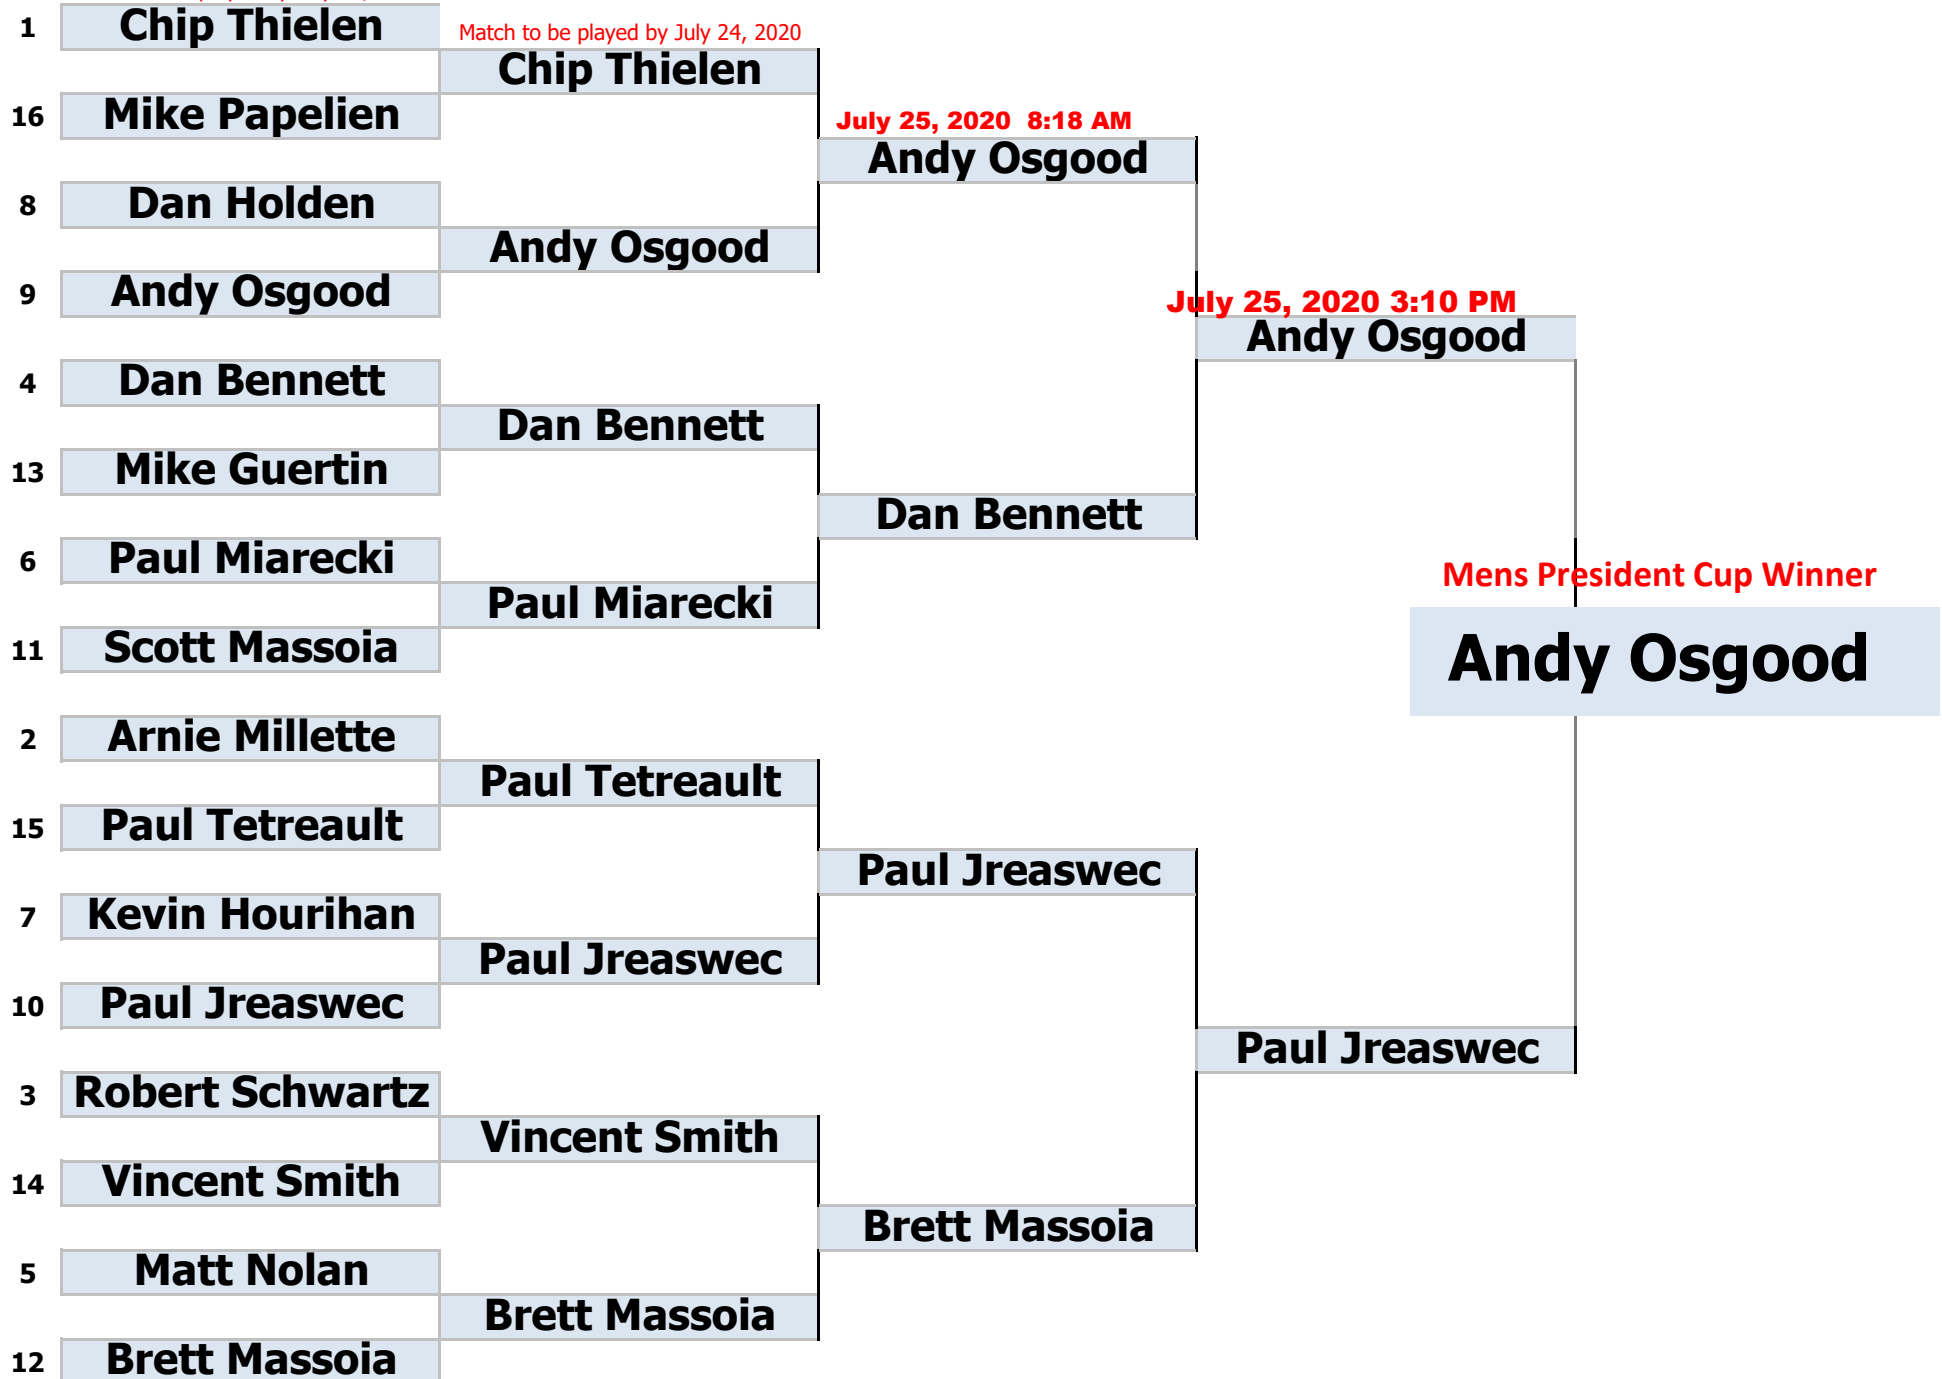 1 Chip Thielen
Match to be played by July 24, 2020
Chip Thielen
16 Mike Papelien
July 25, 2020 8:18 AM
Andy Osgood
8 Dan Holden
Andy Osgood
9 Andy Osgood
July 25, 2020 3:10 PM
Andy Osgood
4 Dan Bennett
Dan Bennett
13 Mike Guertin
Dan Bennett
6 Paul Miarecki
Mens President Cup Winner
Paul Miarecki
11 Scott Massoia
Andy Osgood
2 Arnie Millette
Paul Tetreault
15 Paul Tetreault
Paul Jreaswec
7 Kevin Hourihan
Paul Jreaswec
10 Paul Jreaswec
Paul Jreaswec
3 Robert Schwartz
Vincent Smith
14 Vincent Smith
Brett Massoia
5 Matt Nolan
Brett Massoia
12 Brett Massoia